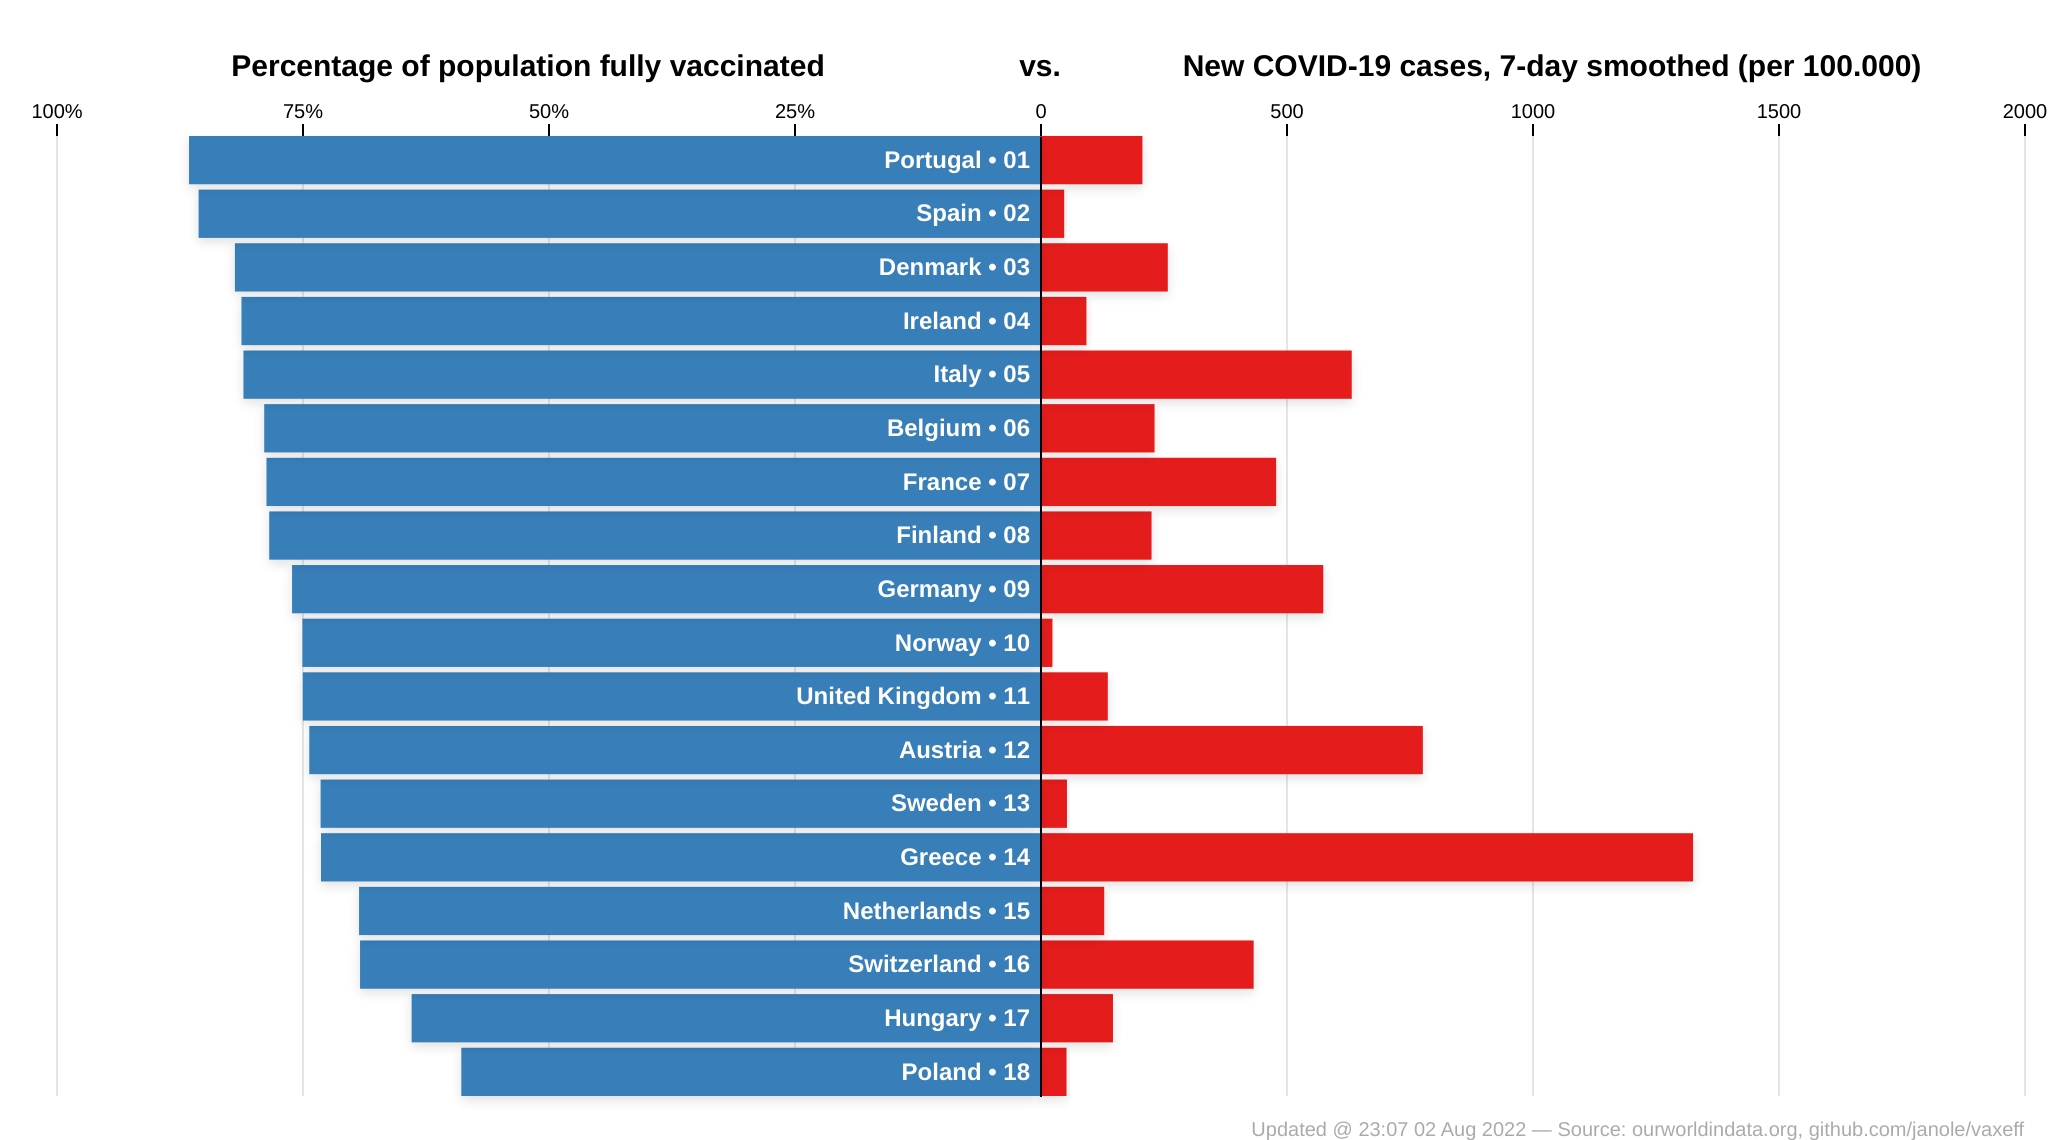 Percentage of population fully vaccinated vs. New COVID-19 cases, 7-day smoothed (per 100.000)
100% 75% 50% 25% 0 500 1000 1500 2000
Portugal • 01
Spain • 02
Denmark • 03
Ireland • 04
Italy • 05
Belgium • 06
France • 07
Finland • 08
Germany • 09
Norway • 10
United Kingdom • 11
Austria • 12
Sweden • 13
Greece • 14
Netherlands • 15
Switzerland • 16
Hungary • 17
Poland • 18
Updated @ 23:07 02 Aug 2022 — Source: ourworldindata.org, github.com/janole/vaxeff